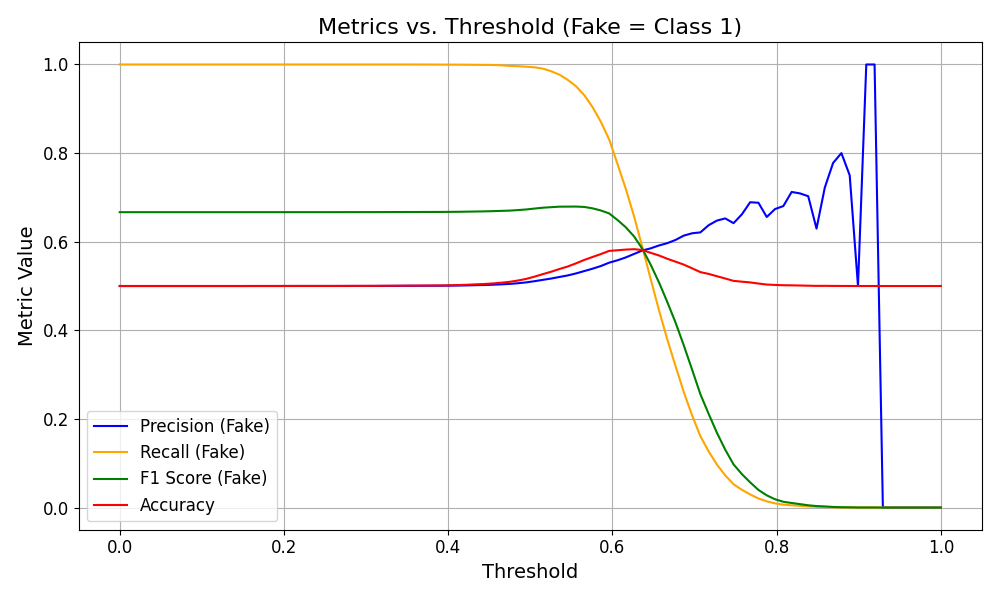 Metrics vs. Threshold (Fake = Class 1)
Metric Value
1.0
0.8
0.6
0.4
0.2
0.0
Precision (Fake)
Recall (Fake)
F1 Score (Fake)
Accuracy
0.0 0.2 0.4 0.6 0.8 1.0
Threshold